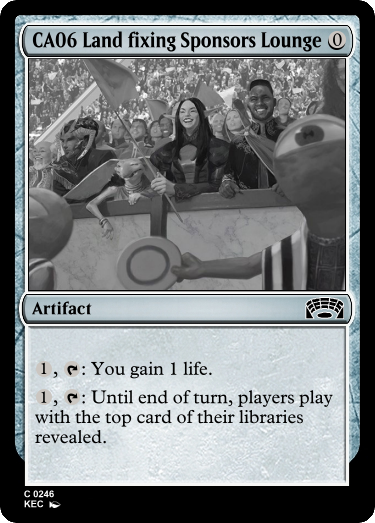 CA06 Land fixing Sponsors Lounge 0
Artifact
1, T: You gain 1 life.
1, T: Until end of turn, players play
with the top card of their libraries
revealed.
C 0246
KEC